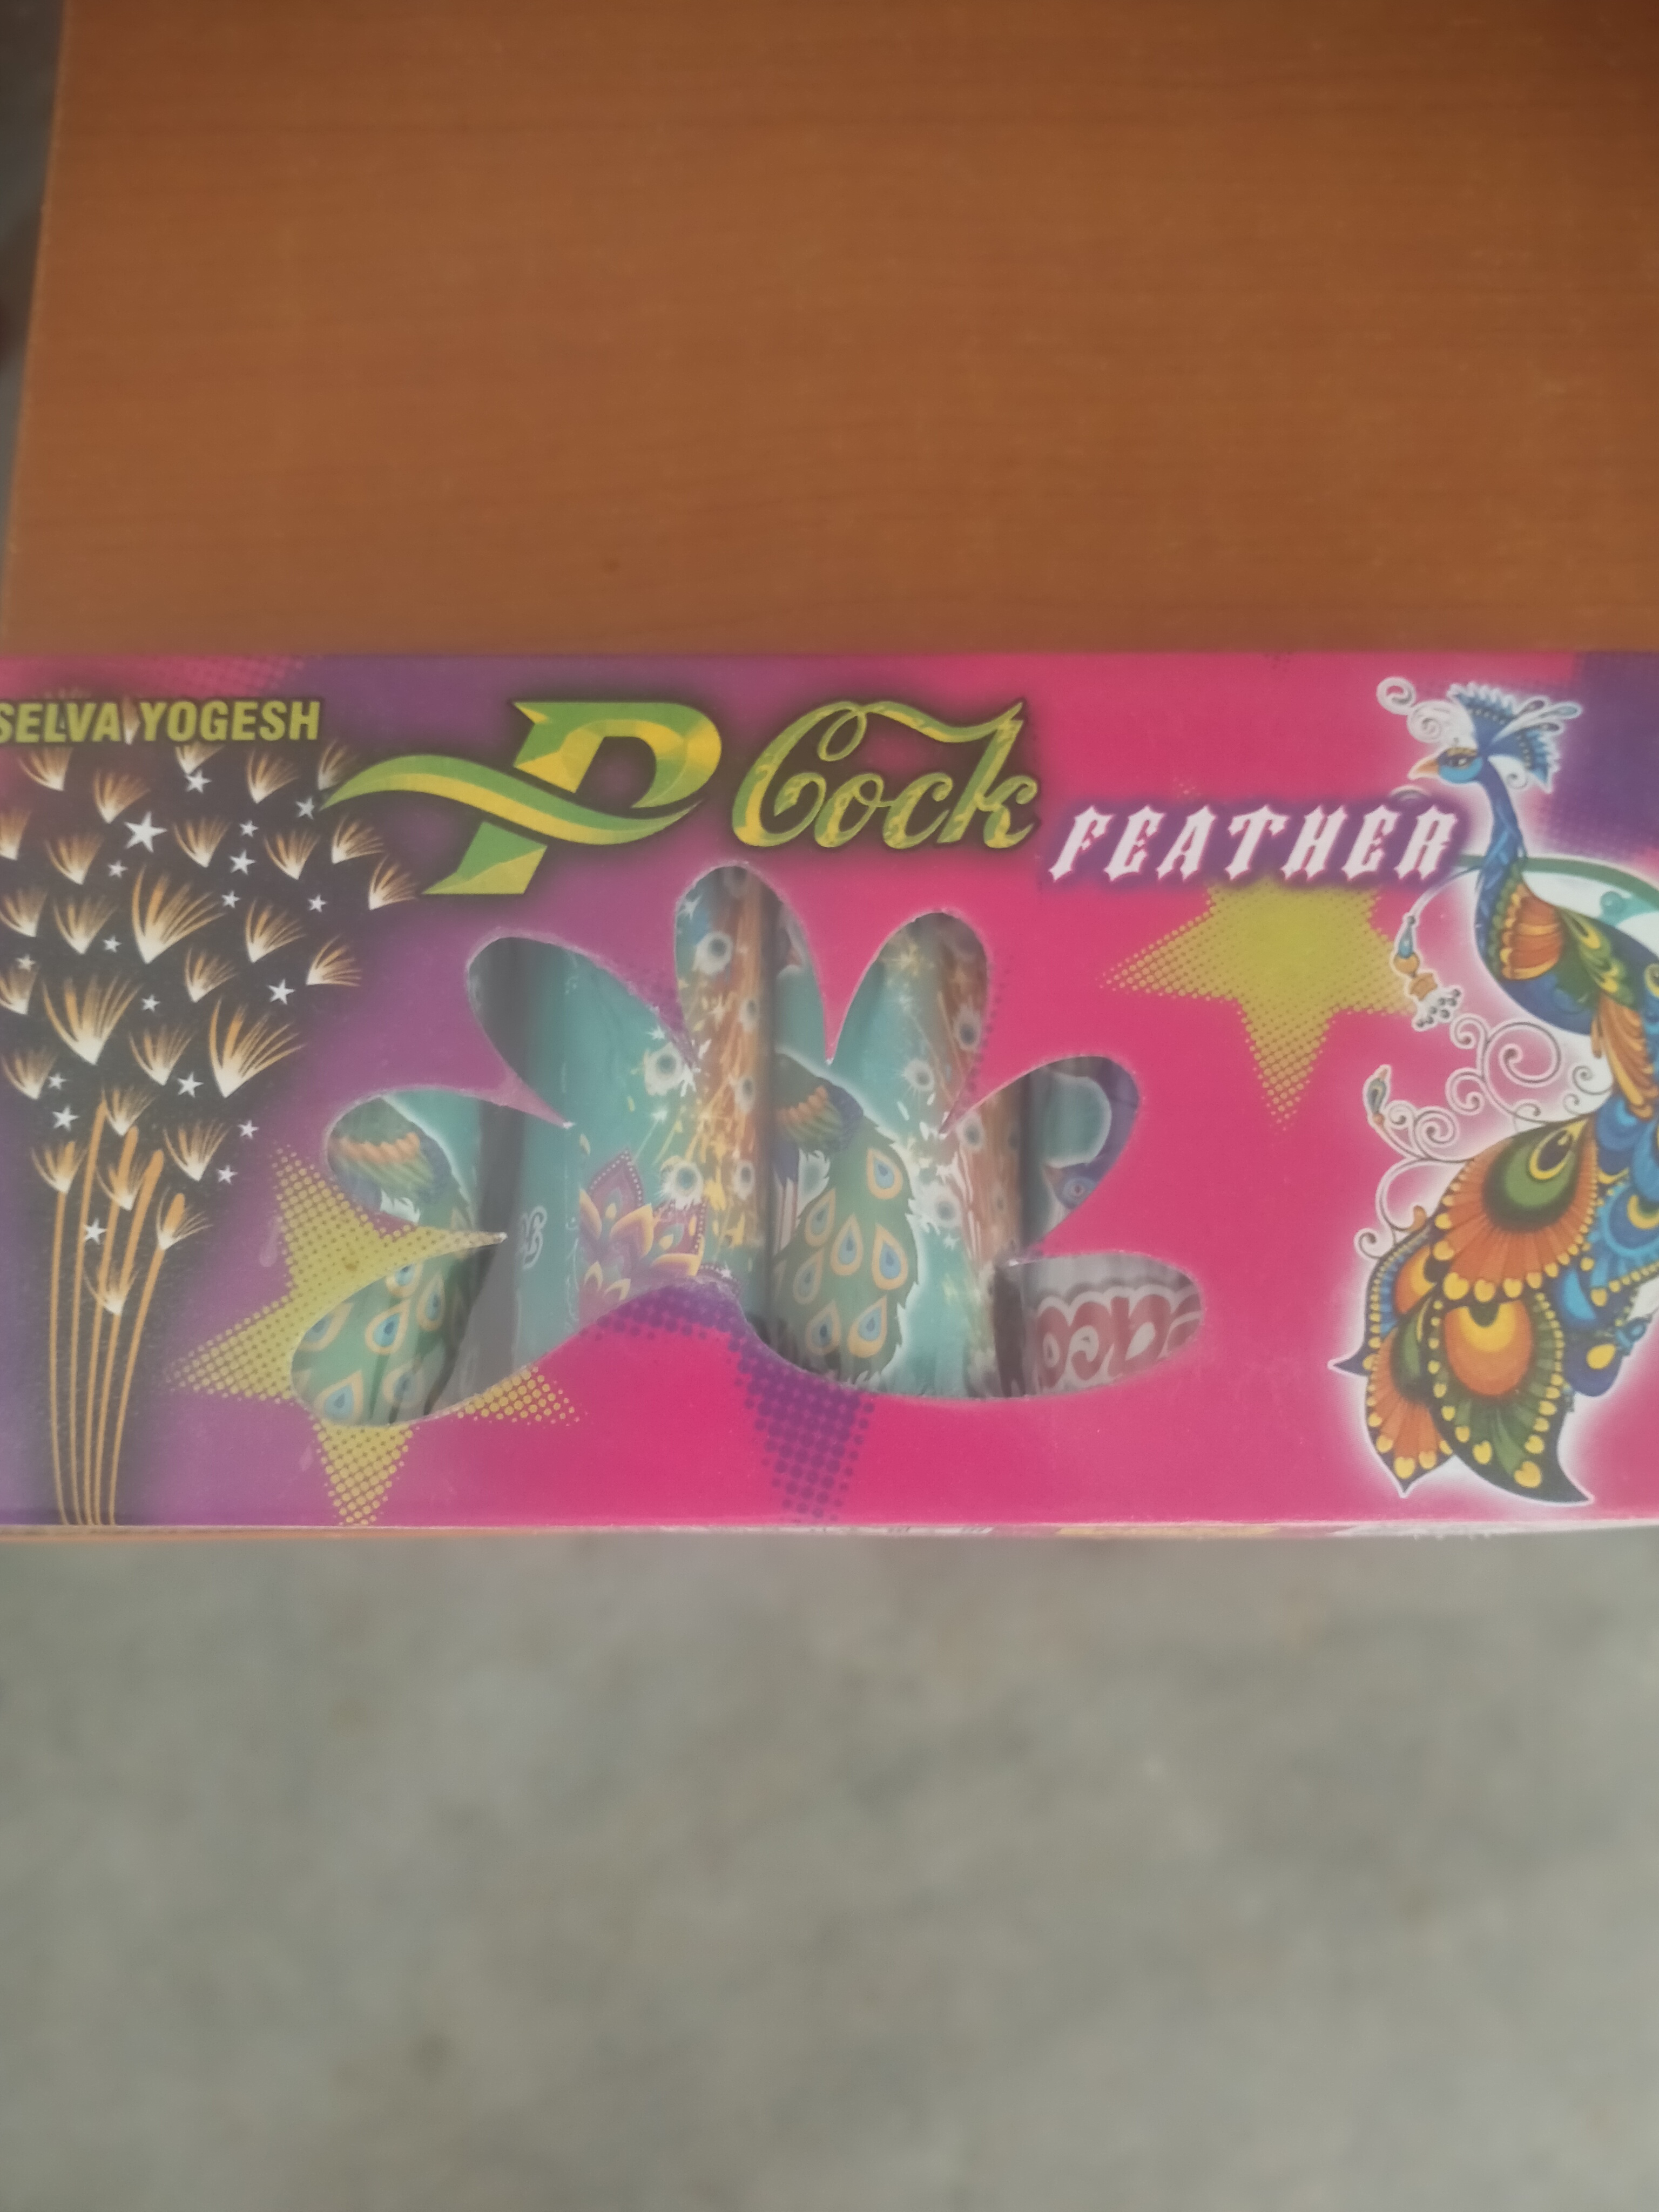 SELVA YOGESH
P Cock
FEATHER